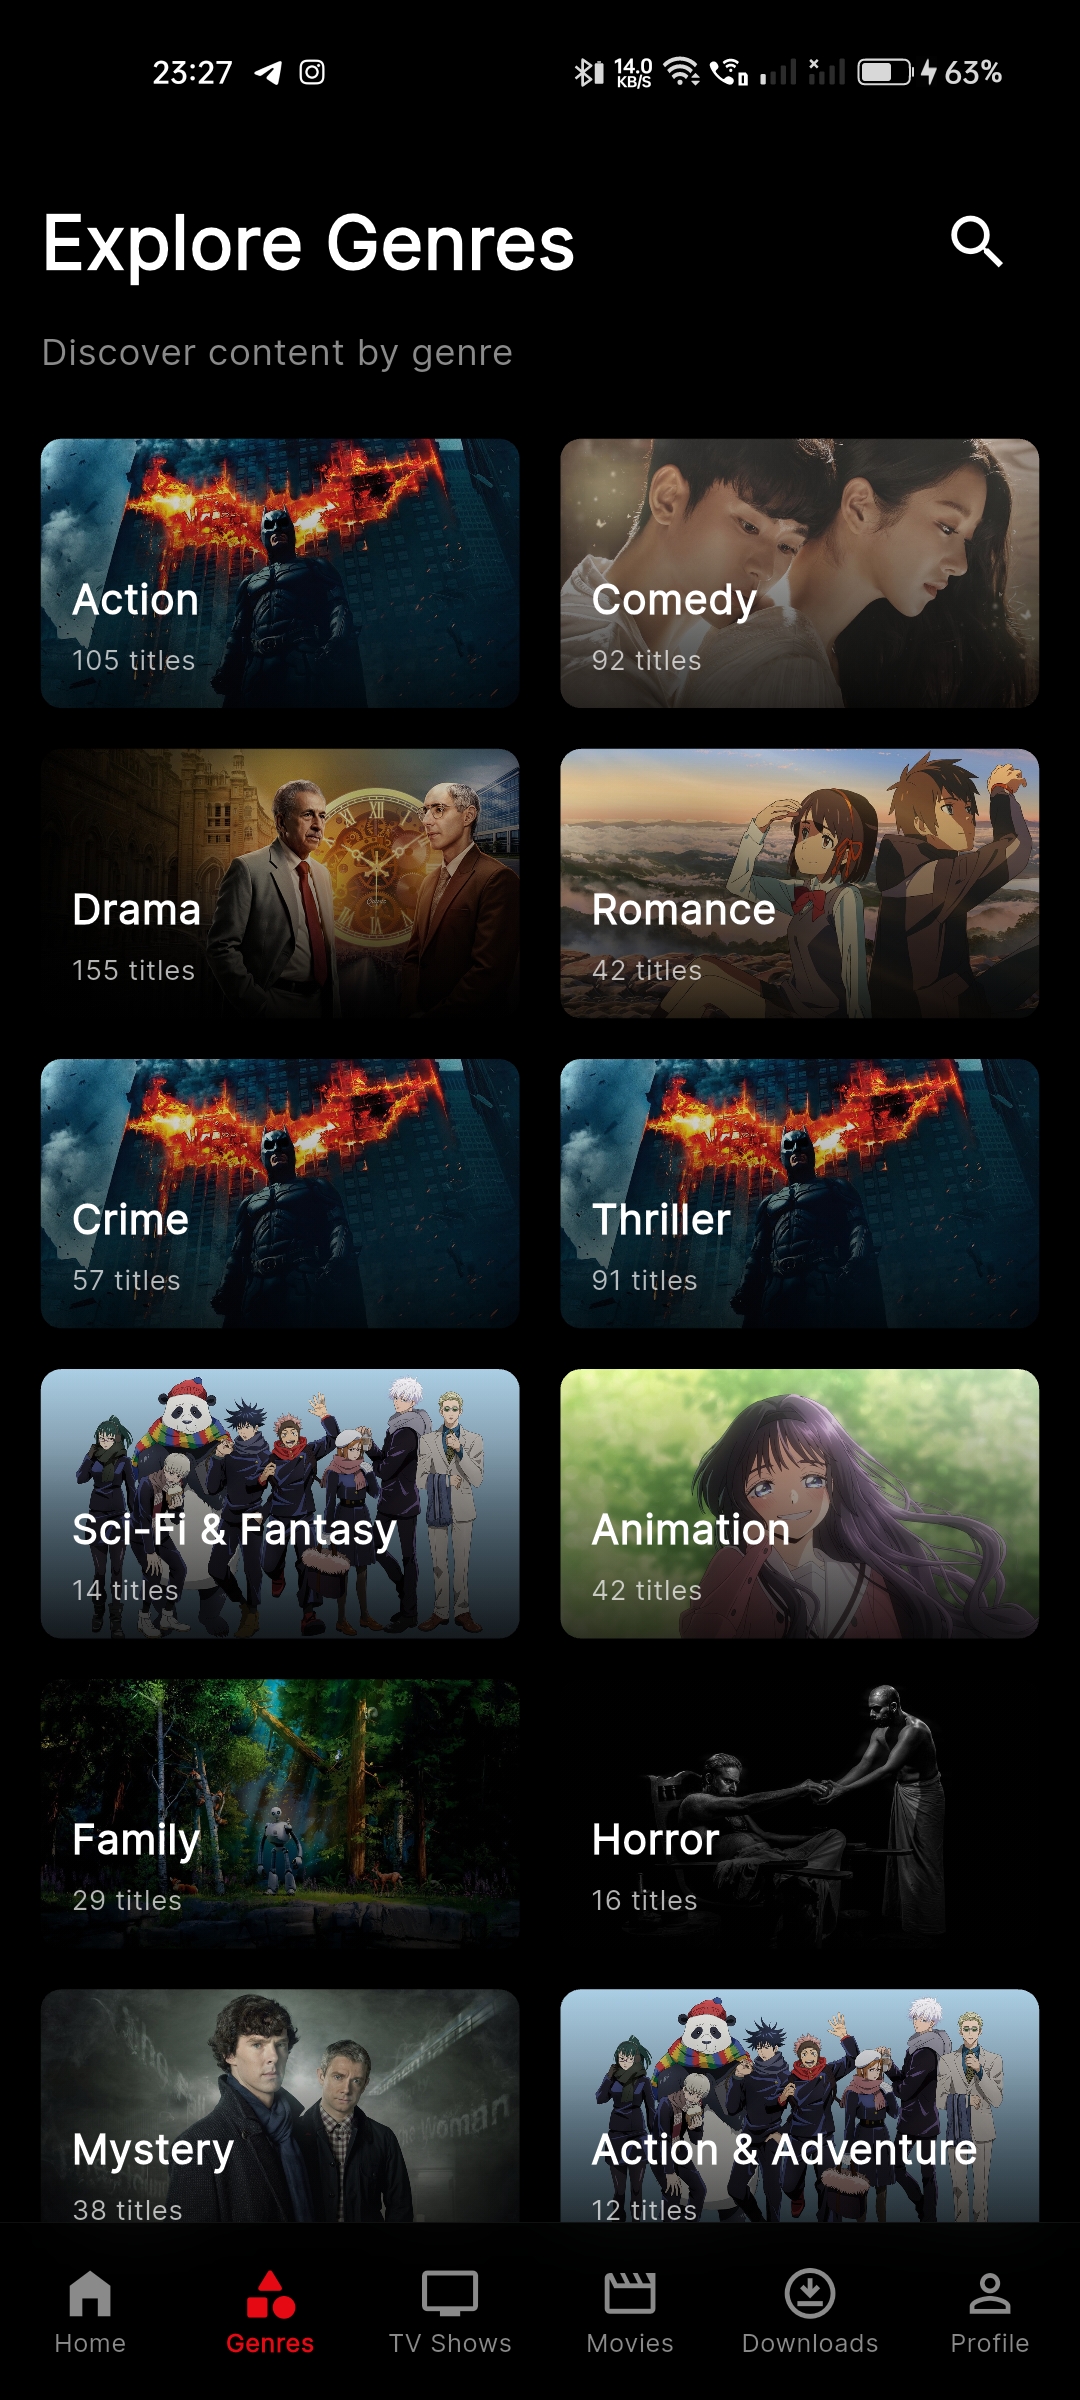 23:27
14.0
KB/S
63%
Explore Genres
Discover content by genre
Action
105 titles
Comedy
92 titles
Drama
155 titles
Romance
42 titles
Crime
57 titles
Thriller
91 titles
Sci-Fi & Fantasy
14 titles
Animation
42 titles
Family
29 titles
Horror
16 titles
Mystery
38 titles
Action & Adventure
12 titles
Home
Genres
TV Shows
Movies
Downloads
Profile